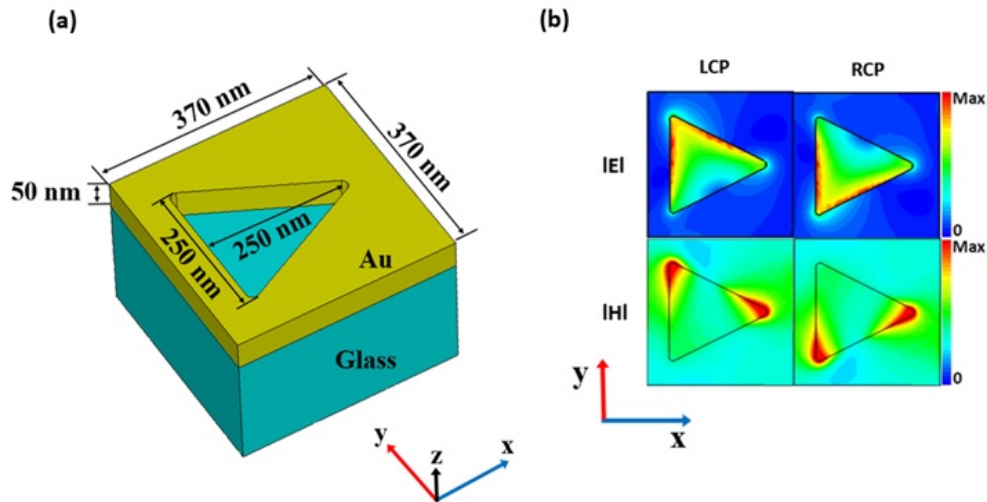 (a)
370 nm
370 nm
50 nm
250 nm
250 nm
Au
Glass
y
z
x
(b)
LCP RCP
|E|
Max
0
|H|
Max
0
y
x